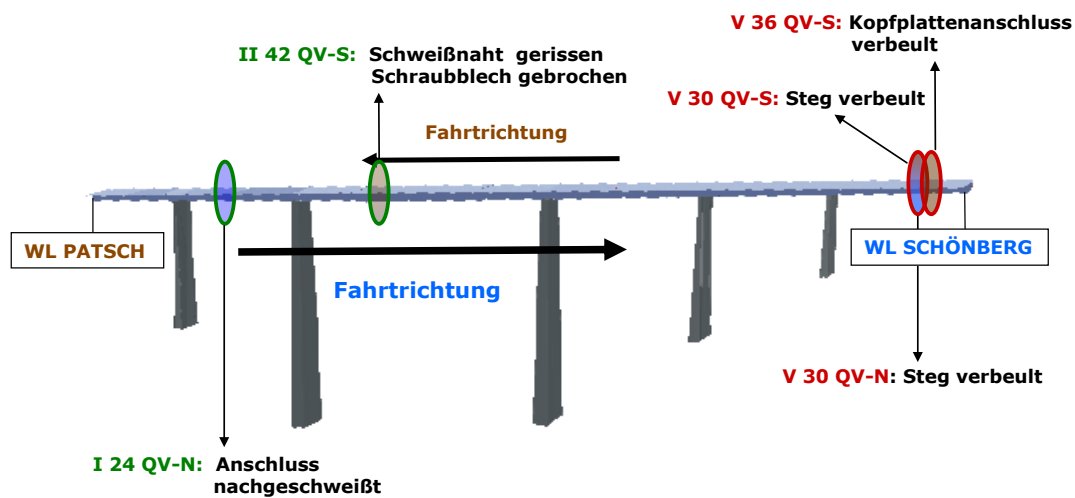 V 36 QV-S: Kopfplattenanschluss
verbeult
II 42 QV-S: Schweißnaht gerissen
Schraubblech gebrochen
V 30 QV-S: Steg verbeult
Fahrtrichtung
WL PATSCH
WL SCHÖNBERG
Fahrtrichtung
V 30 QV-N: Steg verbeult
I 24 QV-N: Anschluss
nachgeschweißt